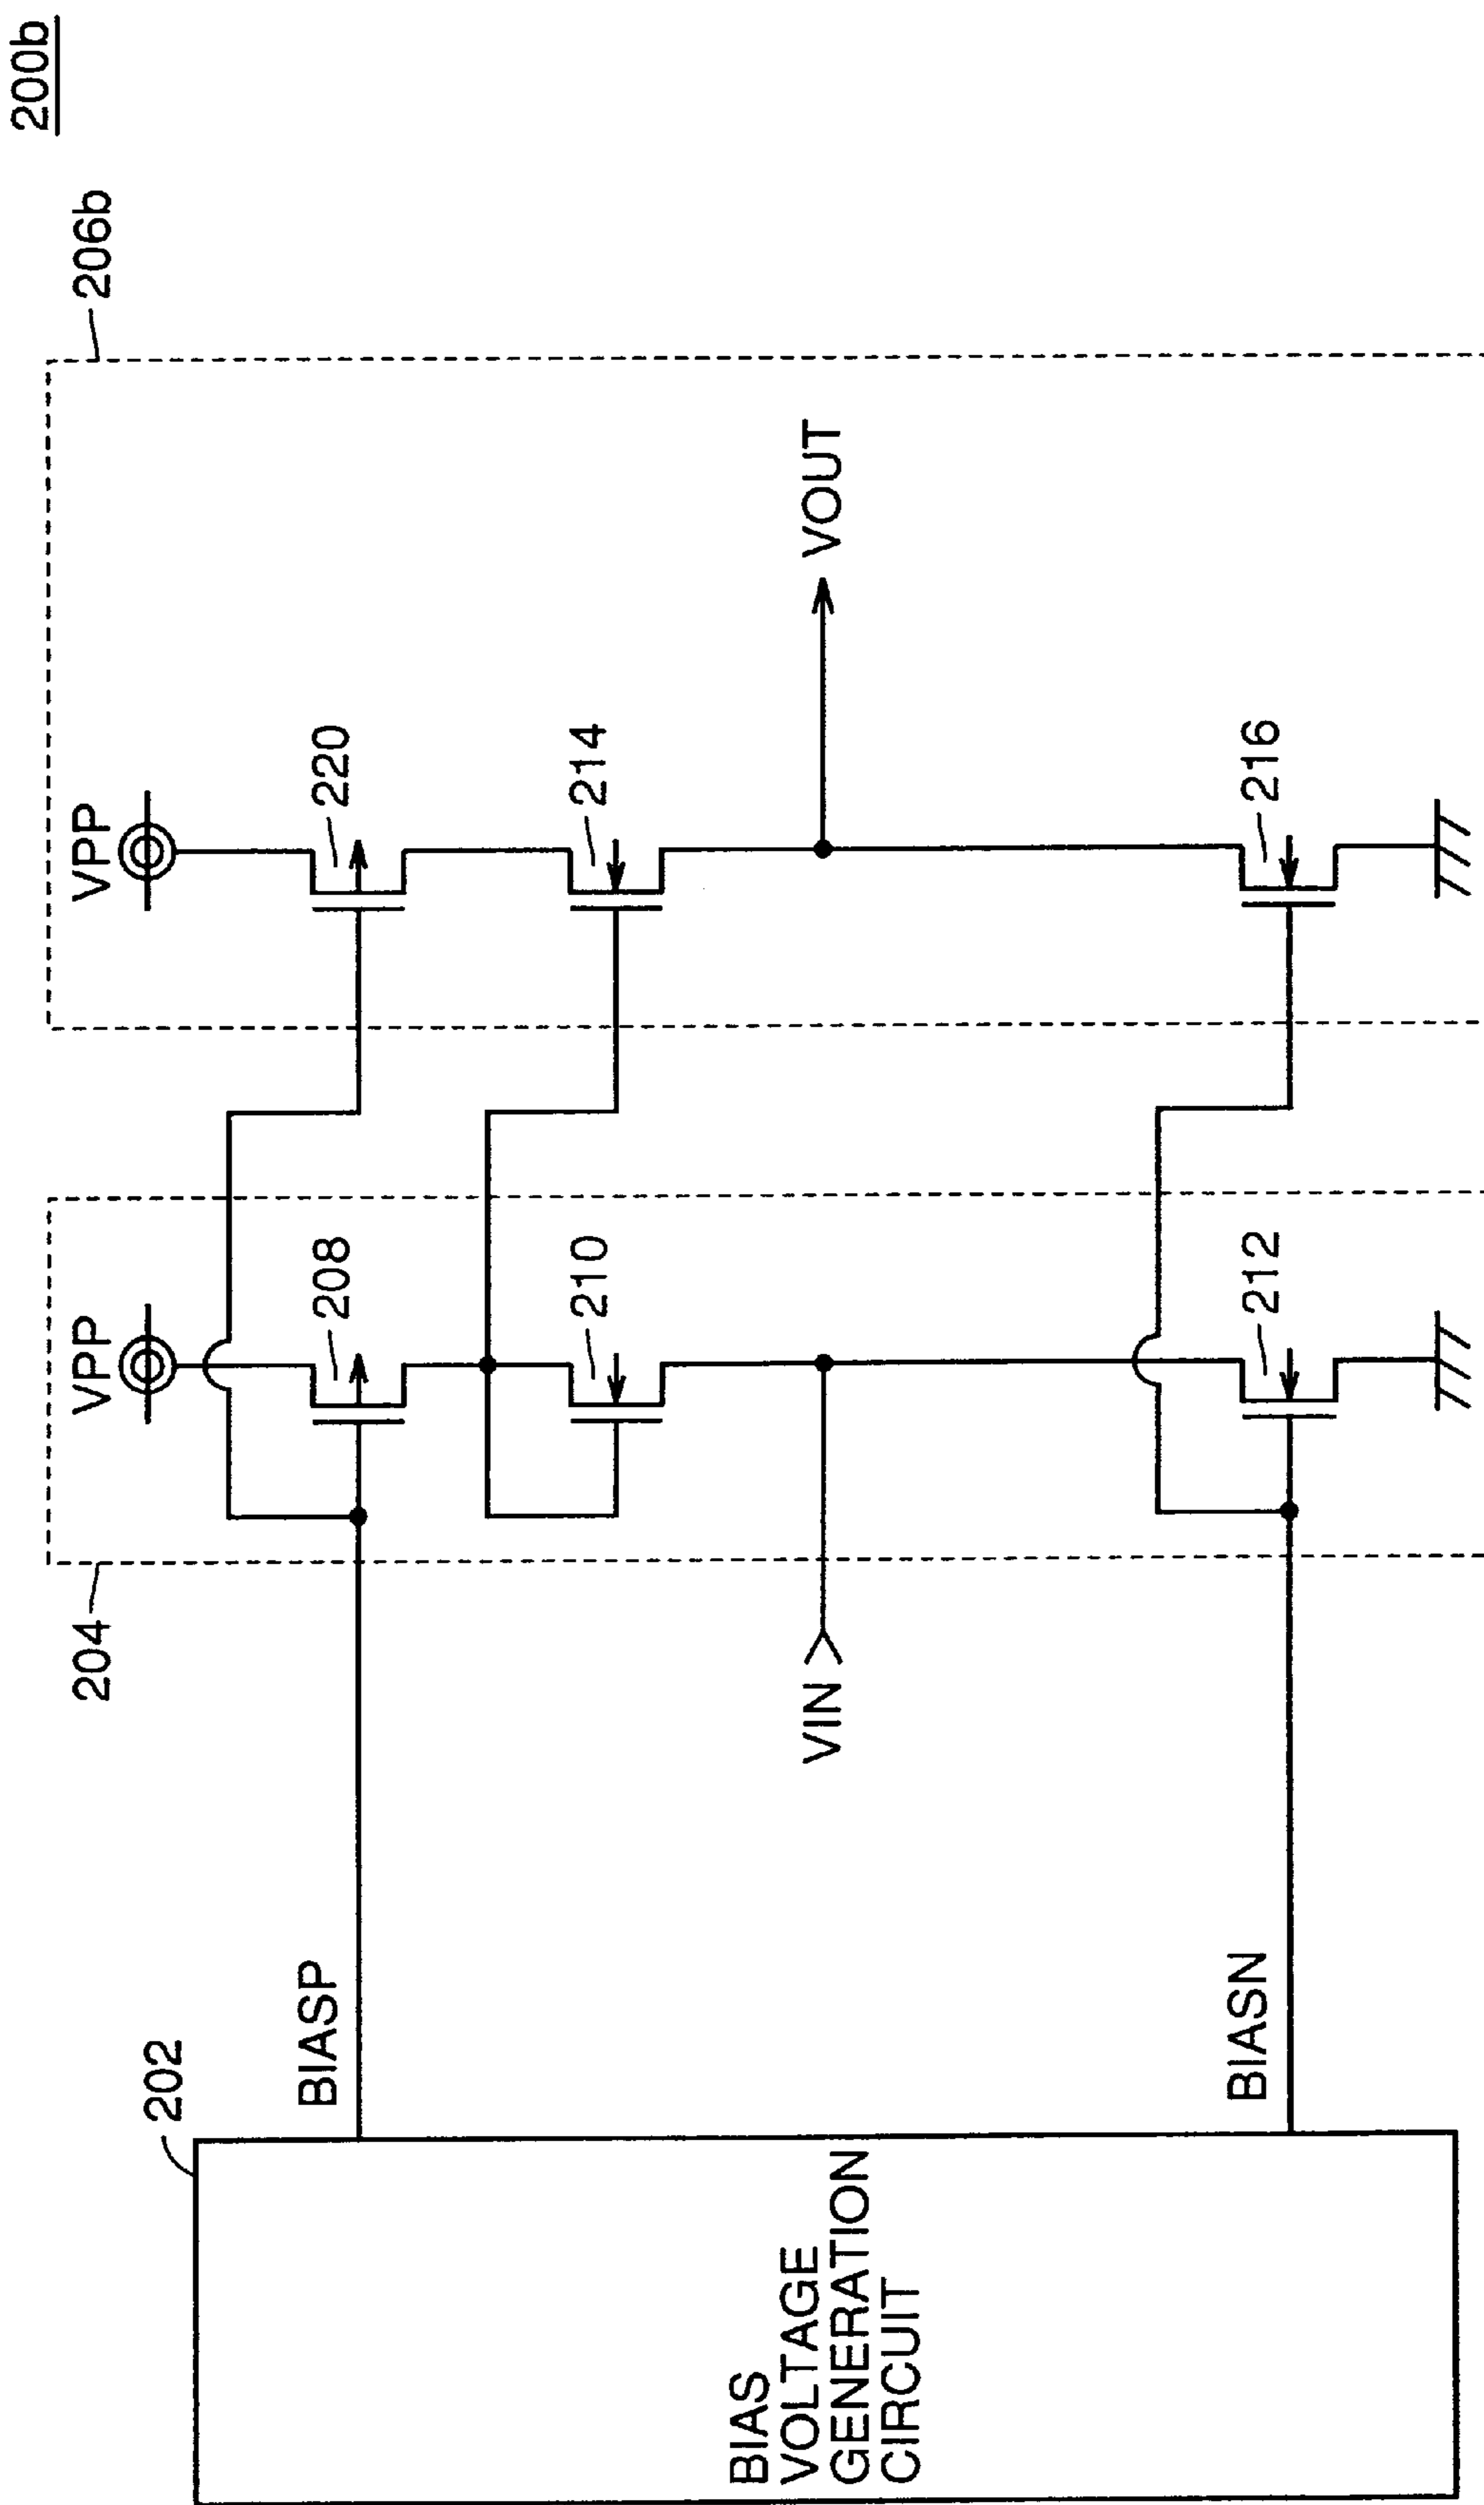 200b
204
206b
VPP
VPP
202
BIASP
208
220
210
214
VIN
VOUT
BIAS
VOLTAGE
GENERATION
CIRCUIT
BIASN
212
216